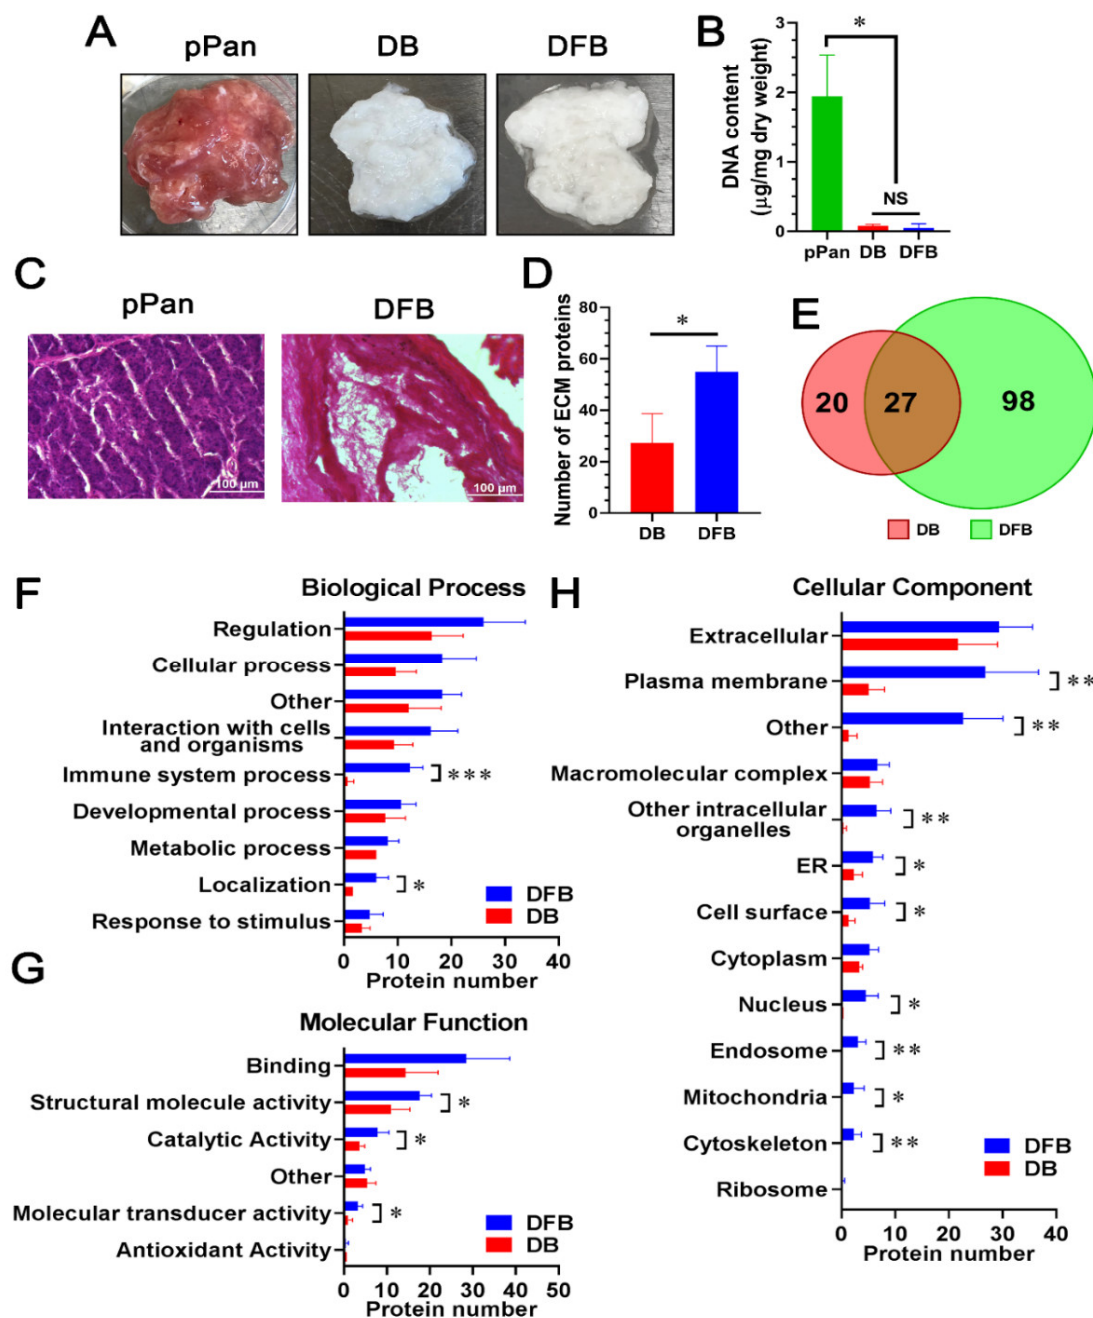 A
pPan
DB
DFB
B
DNA content
(µg/mg dry weight)
3
2
1
0
*
NS
pPan DB DFB
C
pPan
DFB
100 µm
100 µm
D
Number of ECM proteins
80
60
40
20
0
*
DB
DFB
E
20
27
98
DB
DFB
F
Biological Process
Regulation
Cellular process
Other
Interaction with cells
and organisms
Immune system process
***
Developmental process
Metabolic process
Localization
*
Response to stimulus
DFB
DB
0 10 20 30 40
Protein number
G
Molecular Function
Binding
Structural molecule activity
*
Catalytic Activity
*
Other
Molecular transducer activity
*
Antioxidant Activity
DFB
DB
0 10 20 30 40 50
Protein number
H
Cellular Component
Extracellular
Plasma membrane
**
Other
**
Macromolecular complex
Other intracellular
organelles
**
ER
*
Cell surface
*
Cytoplasm
Nucleus
*
Endosome
**
Mitochondria
*
Cytoskeleton
**
Ribosome
DFB
DB
0 10 20 30 40
Protein number